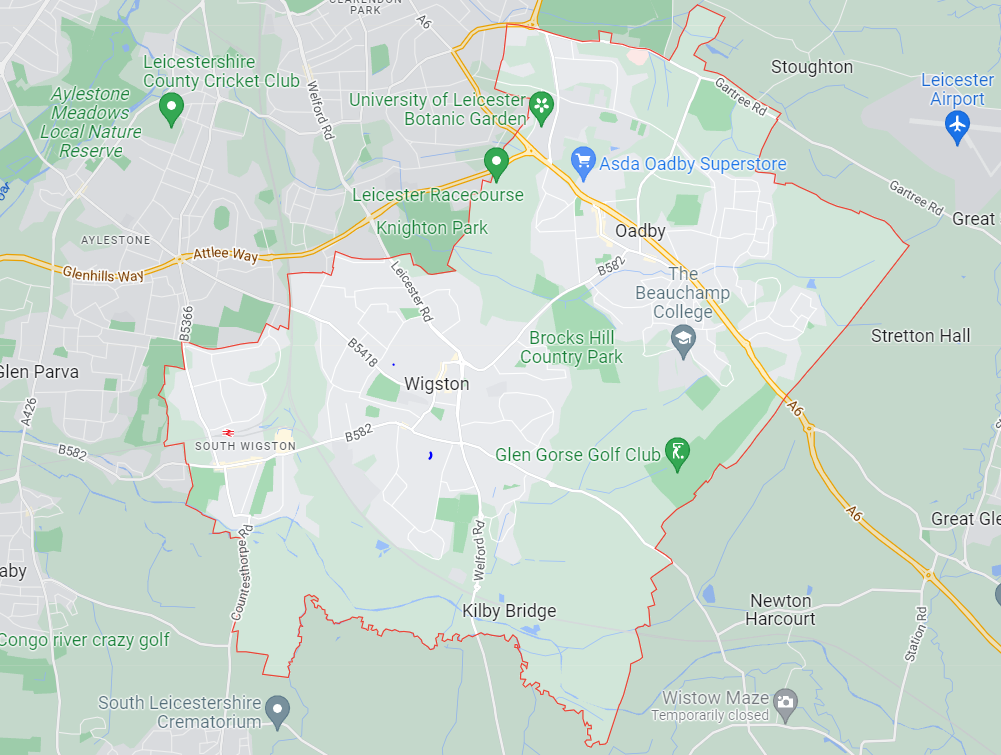 CLARENDON
PARK
A6
Leicestershire
County Cricket Club
Stoughton
Leicester
Airport
Aylestone
Meadows
Local Nature
Reserve
Welford Rd
University of Leicester
Botanic Garden
Gartree Rd
Asda Oadby Superstore
Leicester Racecourse
Gartree Rd
Great
Knighton Park
Oadby
AYLESTONE
Attlee Way
Glenhills Way
B582
The
Beauchamp
College
Leicester Rd
B5366
Stretton Hall
Brocks Hill
Country Park
B5418
Glen Parva
Wigston
A426
A6
B582
SOUTH WIGSTON
B582
Glen Gorse Golf Club
A6
Great Gle
Welford Rd
Countesthorpe Rd
aby
Kilby Bridge
Newton
Harcourt
Station Rd
Congo river crazy golf
South Leicestershire
Crematorium
Wistow Maze
Temporarily closed